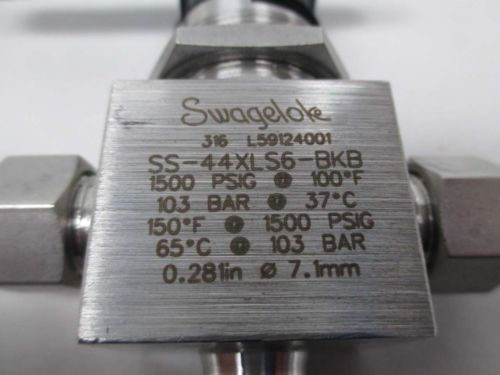 Swagelok
316 L59124001
SS-44XLS6-BKB
1500 PSIG @ 100°F
103 BAR @ 37°C
150°F @ 1500 PSIG
65°C @ 103 BAR
0.281in ø 7.1mm